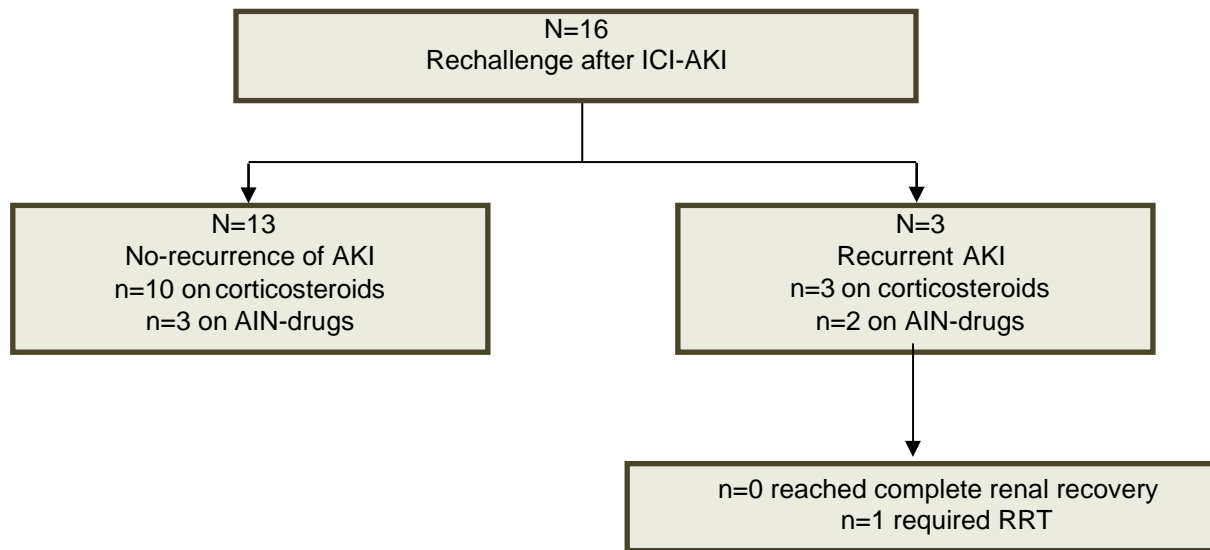 N=16
Rechallenge after ICI-AKI
N=13
No-recurrence of AKI
n=10 on corticosteroids
n=3 on AIN-drugs
N=3
Recurrent AKI
n=3 on corticosteroids
n=2 on AIN-drugs
n=0 reached complete renal recovery
n=1 required RRT